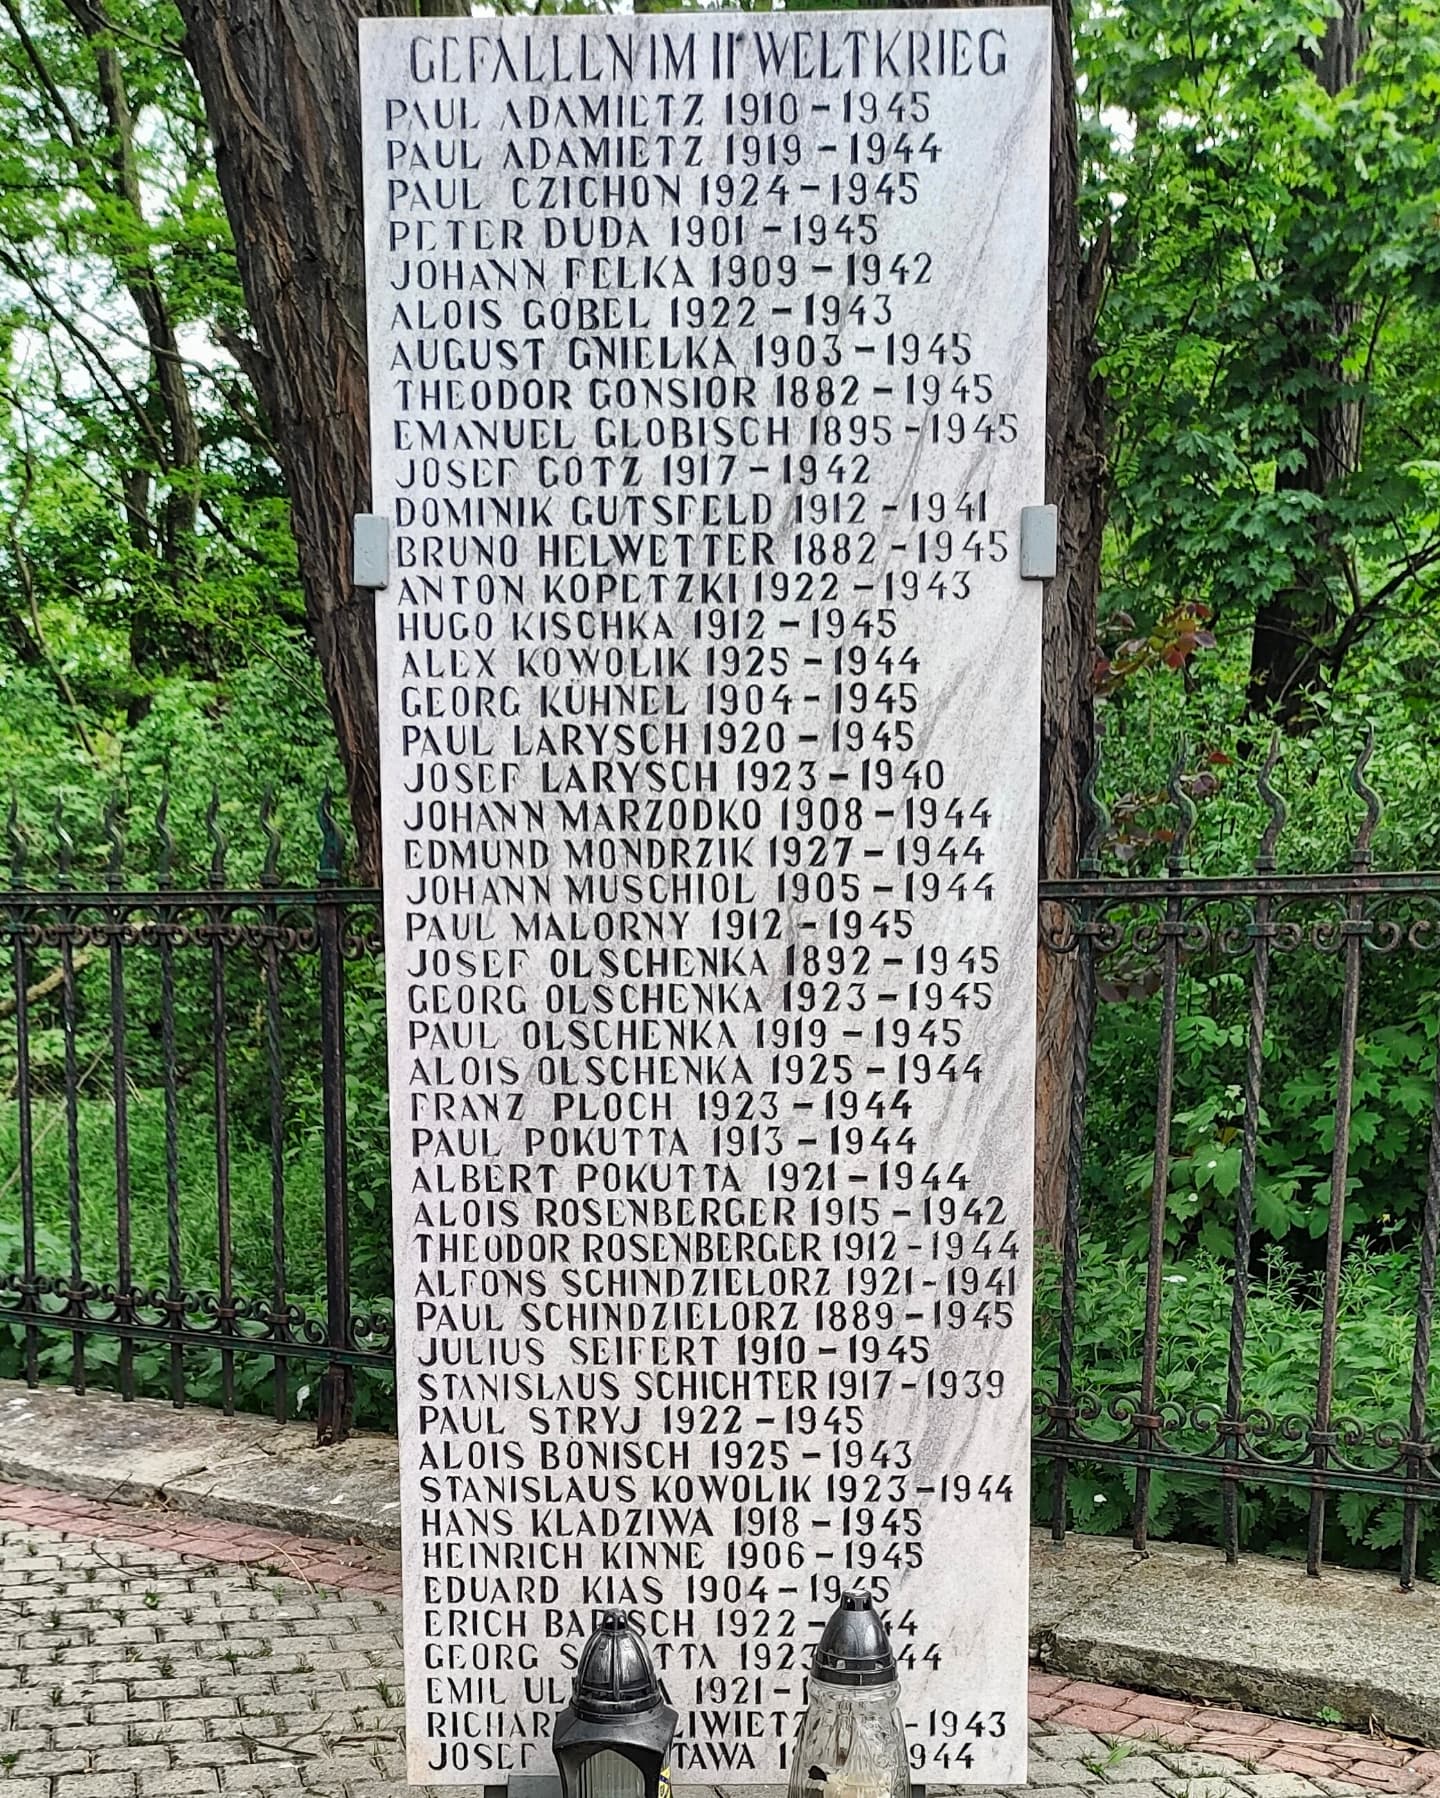 GEFALLEN IM II WELTKRIEG
PAUL ADAMIETZ 1910 - 1945
PAUL ADAMIETZ 1919 - 1944
PAUL CZICHON 1924 - 1945
PETER DUDA 1901 - 1945
JOHANN FELKA 1909 - 1942
ALOIS GÖBEL 1922 - 1943
AUGUST GNIELKA 1903 - 1945
THEODOR GONSIOR 1882 - 1945
EMANUEL GLOBISCH 1895 - 1945
JOSEF GÖTZ 1917 - 1942
DOMINIK GUTSFELD 1912 - 1941
BRUNO HELWETTER 1882 - 1945
ANTON KOPETZKI 1922 - 1943
HUGO KISCHKA 1912 - 1945
ALEX KOWOLIK 1925 - 1944
GEORG KÜHNEL 1904 - 1945
PAUL LARYSCH 1920 - 1945
JOSEF LARYSCH 1923 - 1940
JOHANN MARZODKO 1908 - 1944
EDMUND MONDRZIK 1927 - 1944
JOHANN MUSCHIOL 1905 - 1944
PAUL MALORNY 1912 - 1945
JOSEF OLSCHENKA 1892 - 1945
GEORG OLSCHENKA 1923 - 1945
PAUL OLSCHENKA 1919 - 1945
ALOIS OLSCHENKA 1925 - 1944
FRANZ PLOCH 1923 - 1944
PAUL POKUTTA 1913 - 1944
ALBERT POKUTTA 1921 - 1944
ALOIS ROSENBERGER 1915 - 1942
THEODOR ROSENBERGER 1912 - 1944
ALFONS SCHINDZIELORZ 1921 - 1941
PAUL SCHINDZIELORZ 1889 - 1945
JULIUS SEIFERT 1910 - 1945
STANISLAUS SCHICHTER 1917 - 1939
PAUL STRYJ 1922 - 1945
ALOIS BÖNISCH 1925 - 1943
STANISLAUS KOWOLIK 1923 - 1944
HANS KLADZIWA 1918 - 1945
HEINRICH KINNE 1906 - 1945
EDUARD KIAS 1904 - 1945
ERICH 1922 -
GEORG 1923
EMIL 1921 -
- 1943
JOSEF